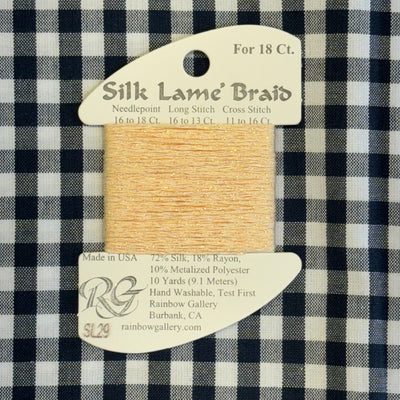 For 18 Ct.
Silk Lamé Braid
Needlepoint Long Stitch Cross Stitch
16 to 18 Ct. 16 to 13 Ct. 11 to 16 Ct.
Made in USA
72% Silk, 18% Rayon,
10% Metalized Polyester
10 Yards (9.1 Meters)
Hand Washable, Test First
Rainbow Gallery
Burbank, CA
rainbowgallery.com
RG
SL29